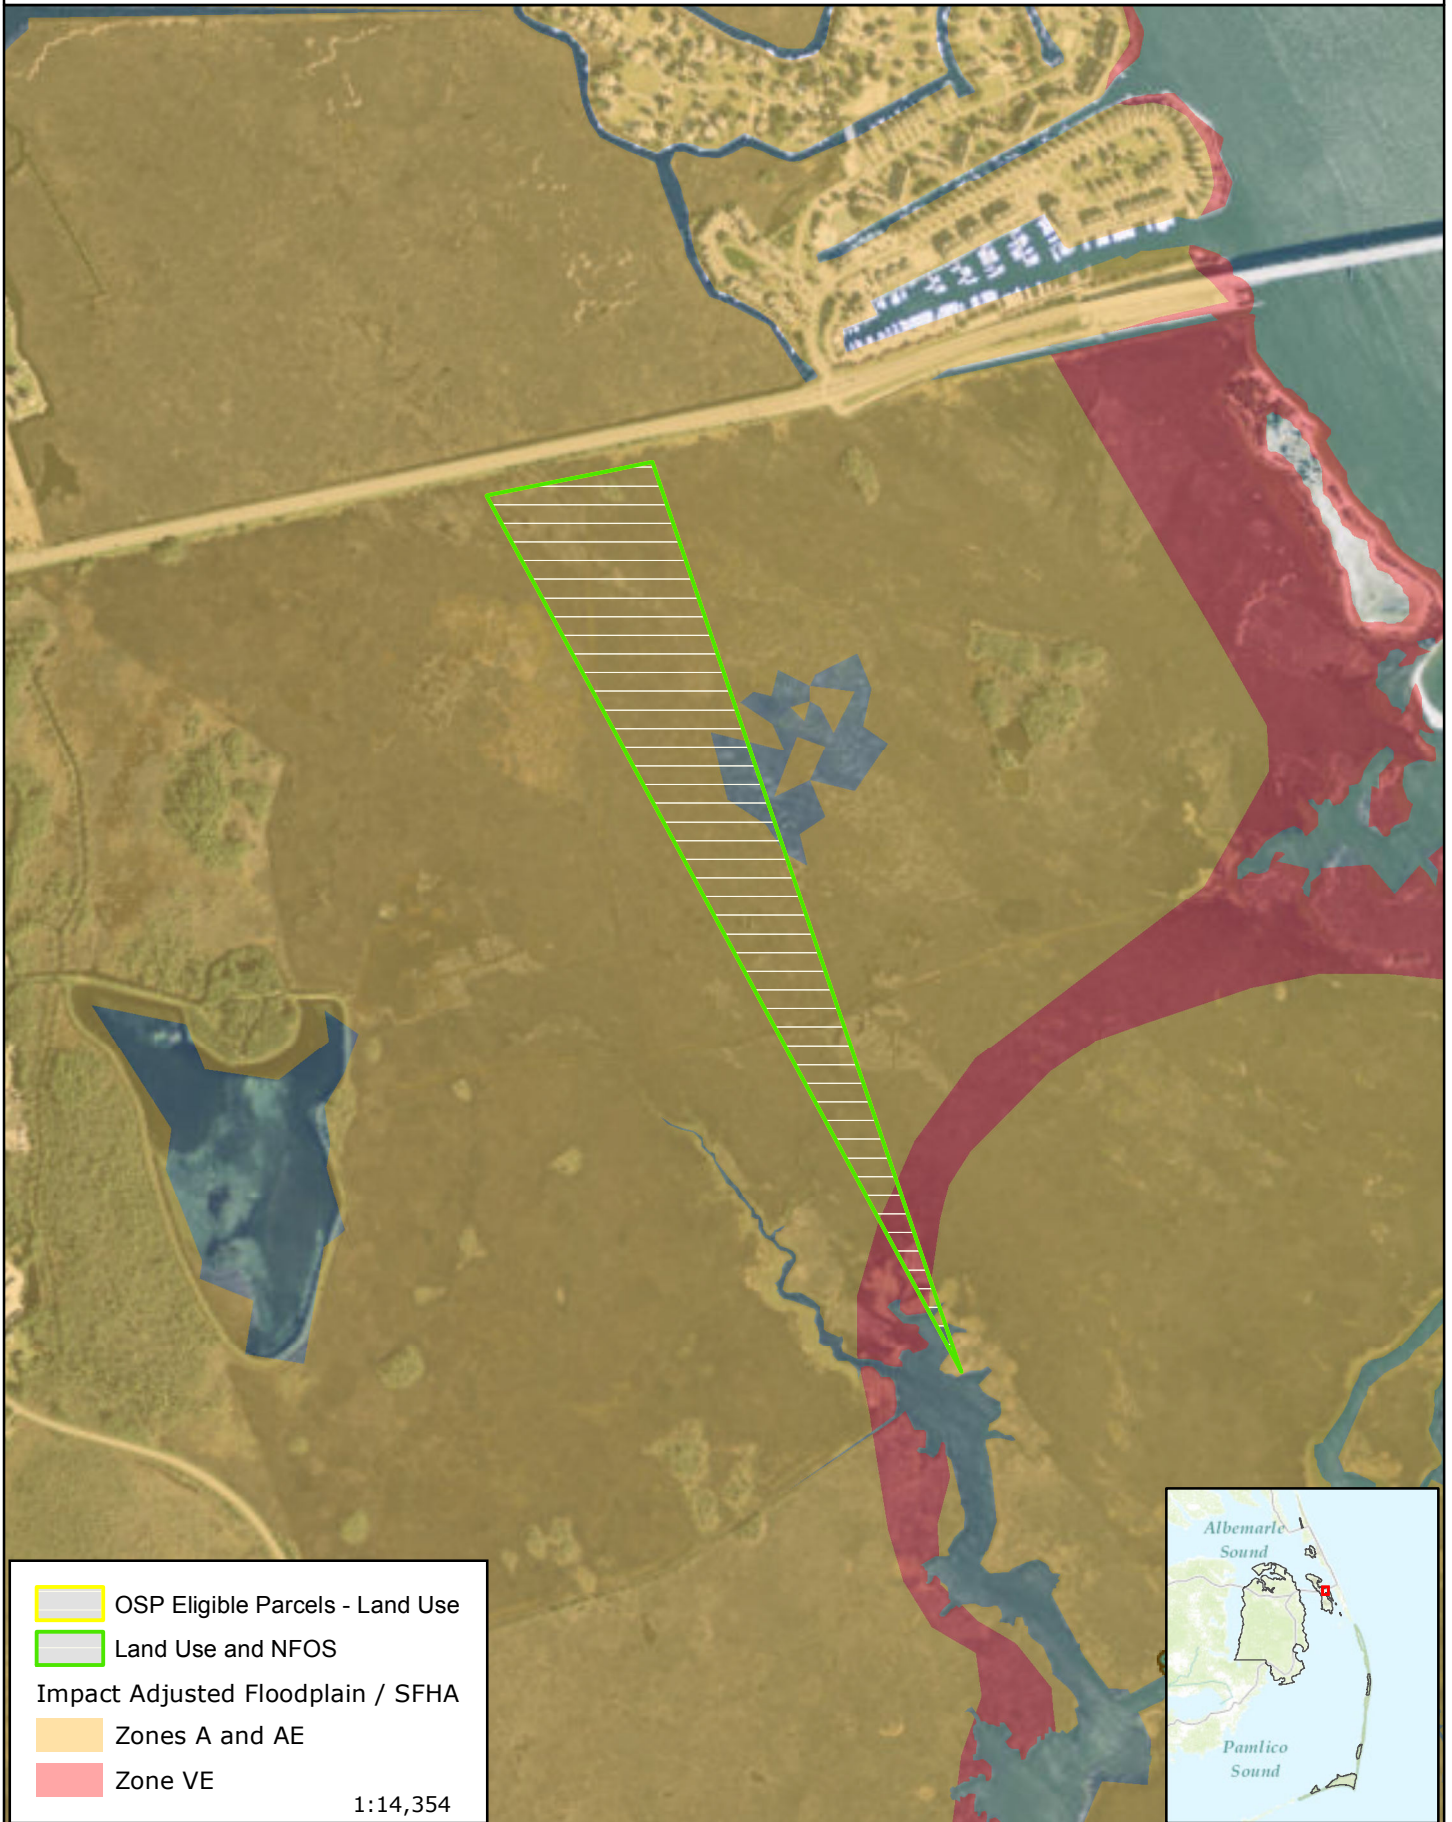 OSP Eligible Parcels - Land Use
Land Use and NFOS
Impact Adjusted Floodplain / SFHA
Zones A and AE
Zone VE
1:14,354
Albemarle
Sound
Pamlico
Sound